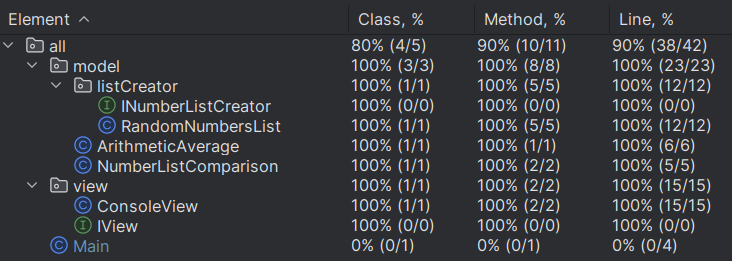 Element Class, % Method, % Line, %
all 80% (4/5) 90% (10/11) 90% (38/42)
model 100% (3/3) 100% (8/8) 100% (23/23)
listCreator 100% (1/1) 100% (5/5) 100% (12/12)
INumberListCreator 100% (0/0) 100% (0/0) 100% (0/0)
RandomNumbersList 100% (1/1) 100% (5/5) 100% (12/12)
ArithmeticAverage 100% (1/1) 100% (1/1) 100% (6/6)
NumberListComparison 100% (1/1) 100% (2/2) 100% (5/5)
view 100% (1/1) 100% (2/2) 100% (15/15)
ConsoleView 100% (1/1) 100% (2/2) 100% (15/15)
IView 100% (0/0) 100% (0/0) 100% (0/0)
Main 0% (0/1) 0% (0/1) 0% (0/4)